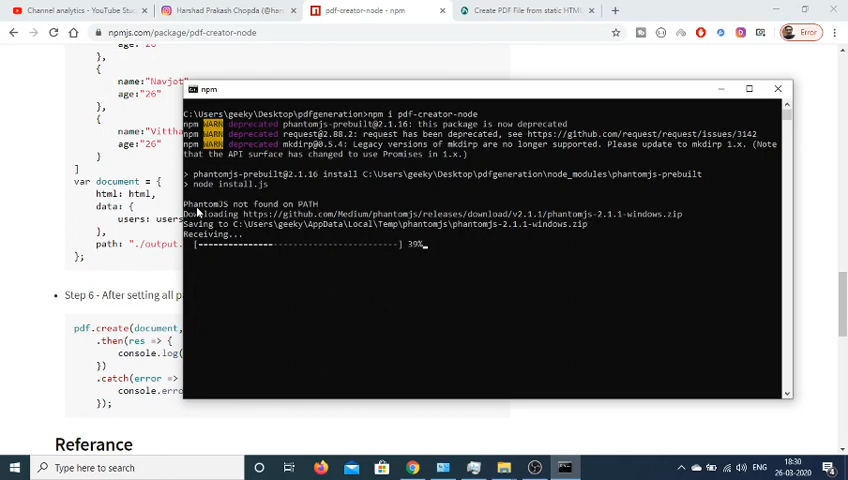 Channel analytics - YouTube Stu
Harshad Prakash Chopda (@har
pdf-creator-node - npm
Create PDF File from static HTML
npmjs.com/package/pdf-creator-node
Error
age: "26"
},
{
name:"Navjot"
age:"26"
},
{
name:"Vittha
age:"26"
}
]
var document = {
html: html,
data: {
users: users
},
path: "./output.
};
Step 6 - After setting all p
pdf.create(document,
.then(res => {
console.log(
})
.catch(error =>
console.erro
});
Referance
npm
C:\Users\geeky\Desktop\pdfgeneration>npm i pdf-creator-node
npm WARN deprecated phantomjs-prebuilt@2.1.16: this package is now deprecated
npm WARN deprecated request@2.88.2: request has been deprecated, see https://github.com/request/request/issues/3142
npm WARN deprecated mkdirp@0.5.4: Legacy versions of mkdirp are no longer supported. Please update to mkdirp 1.x. (Note
that the API surface has changed to use Promises in 1.x.)
> phantomjs-prebuilt@2.1.16 install C:\Users\geeky\Desktop\pdfgeneration\node_modules\phantomjs-prebuilt
> node install.js
PhantomJS not found on PATH
Downloading https://github.com/Medium/phantomjs/releases/download/v2.1.1/phantomjs-2.1.1-windows.zip
Saving to C:\Users\geeky\AppData\Local\Temp\phantomjs\phantomjs-2.1.1-windows.zip
Receiving...
[===============-------------------------] 39%
Type here to search
ENG
18:30
26-03-2020
4